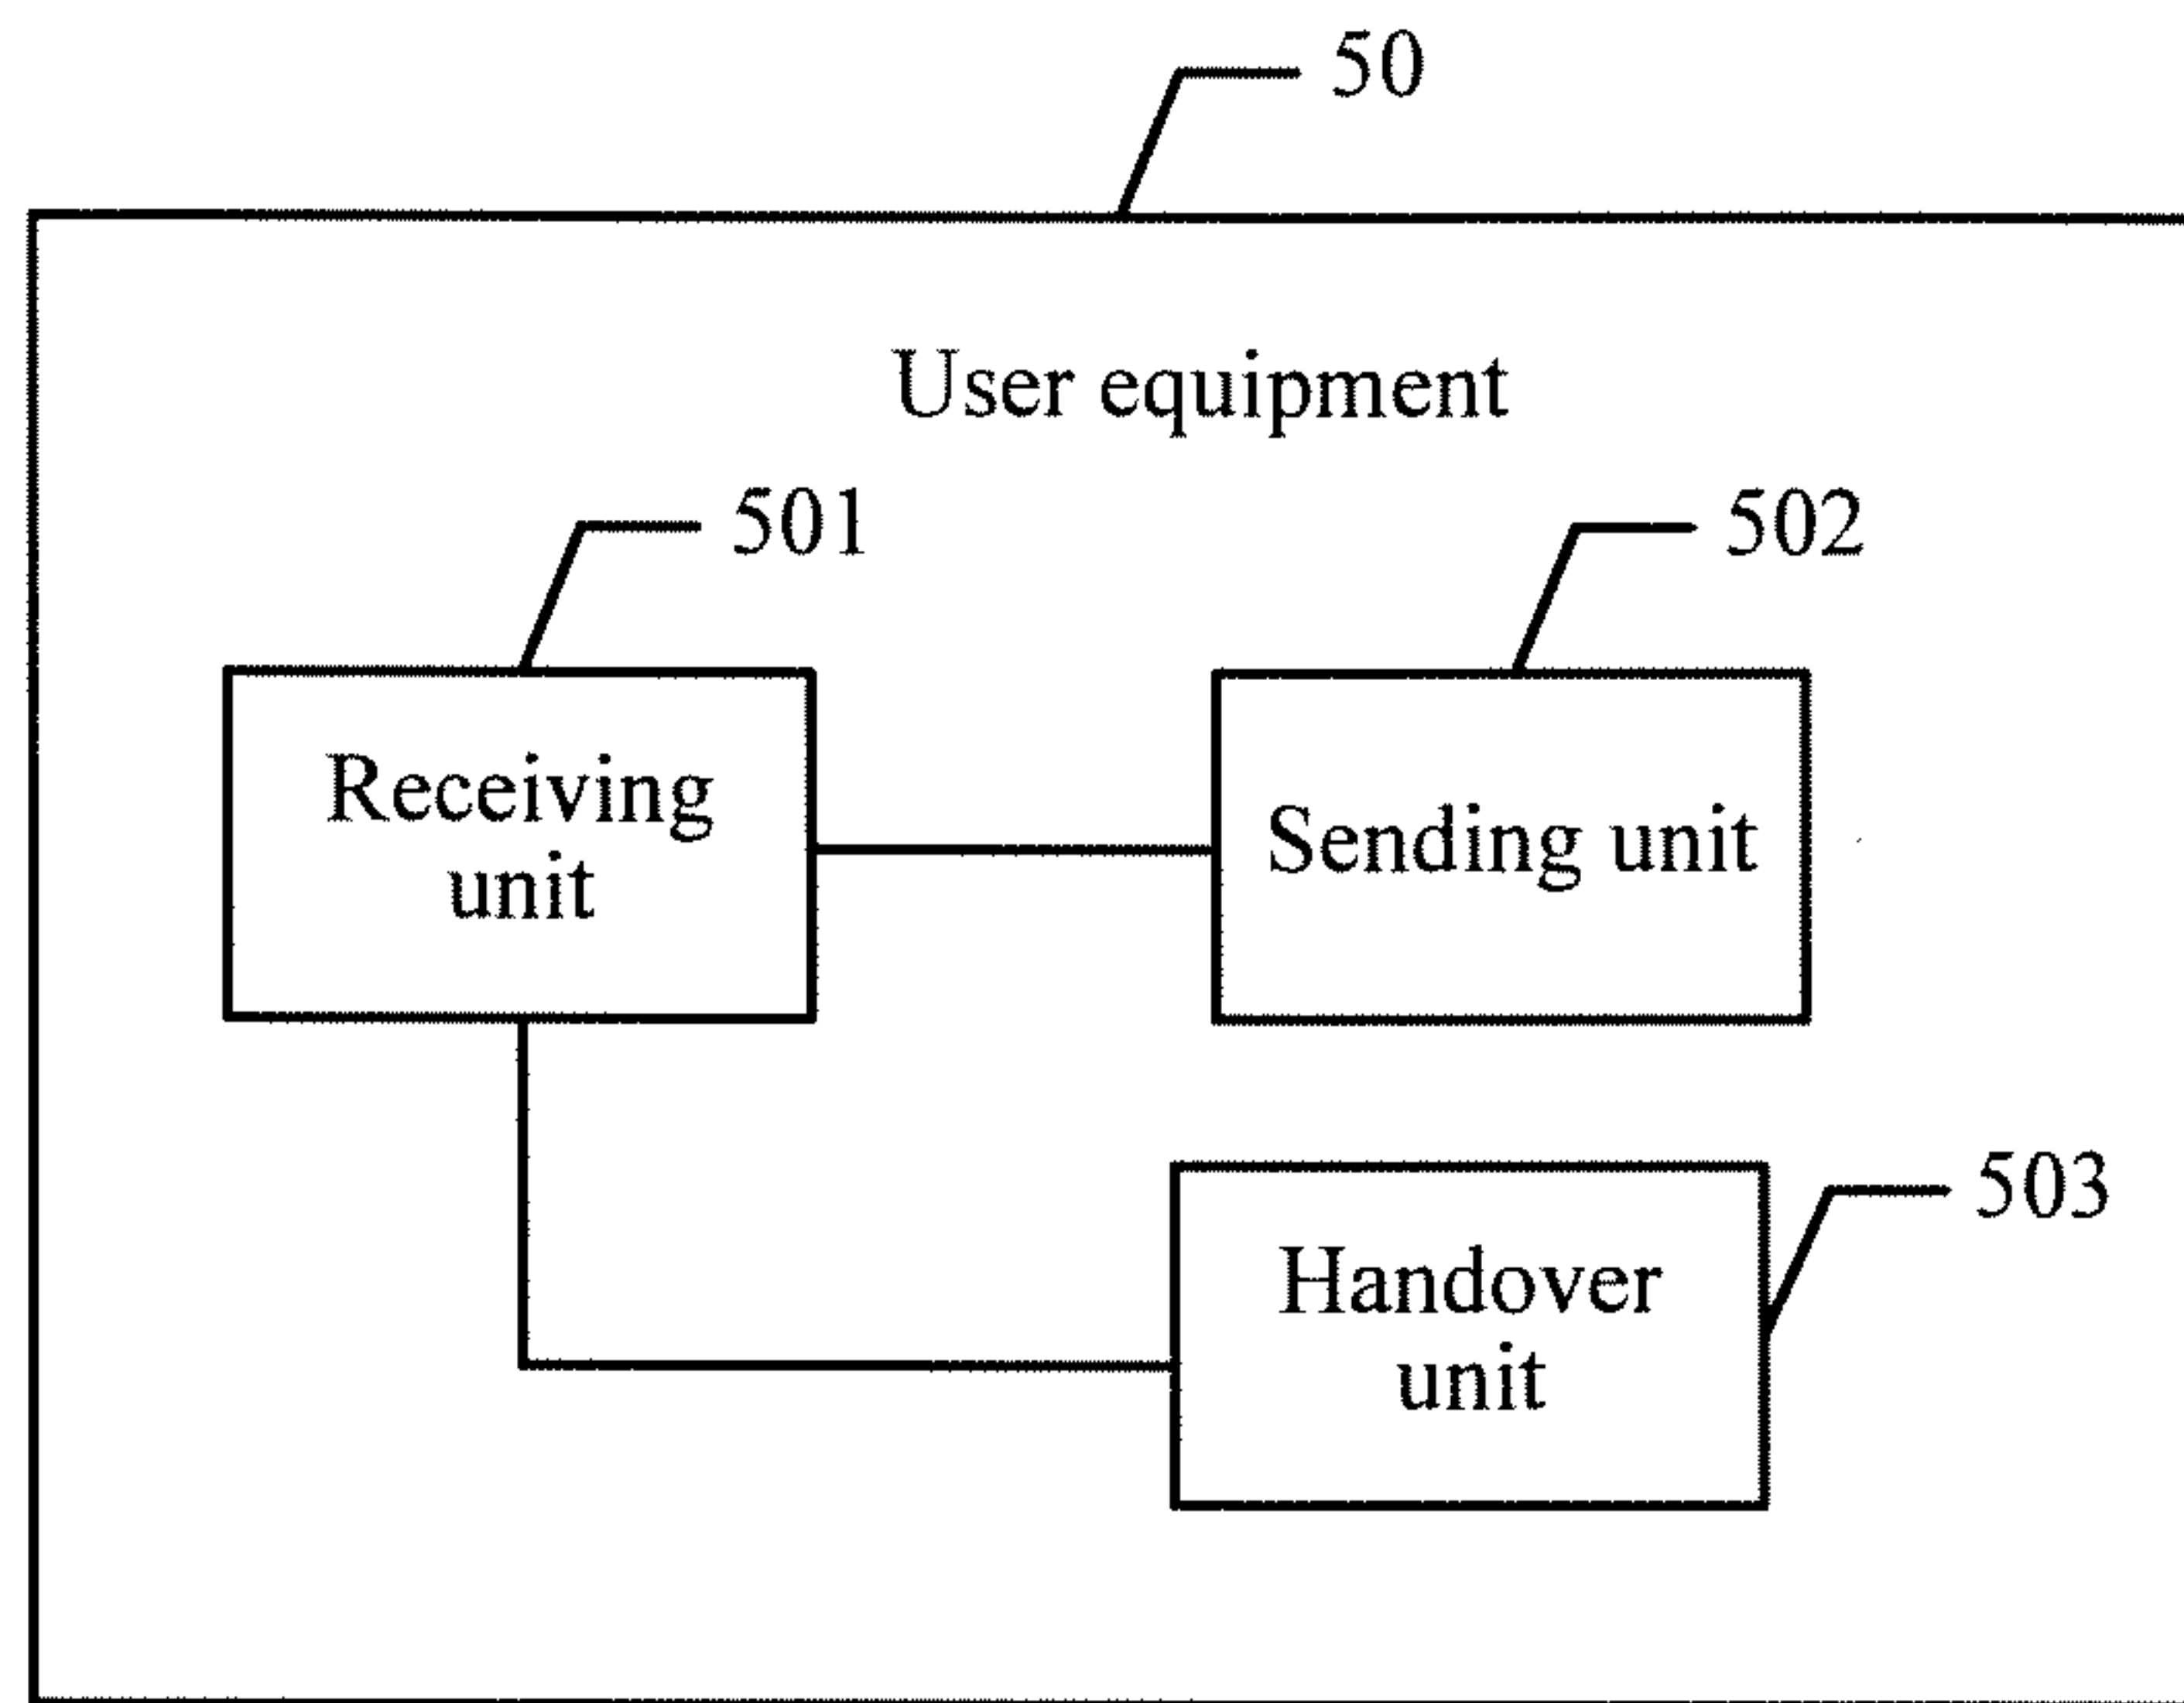 50
User equipment
501
502
Receiving
unit
Sending unit
503
Handover
unit